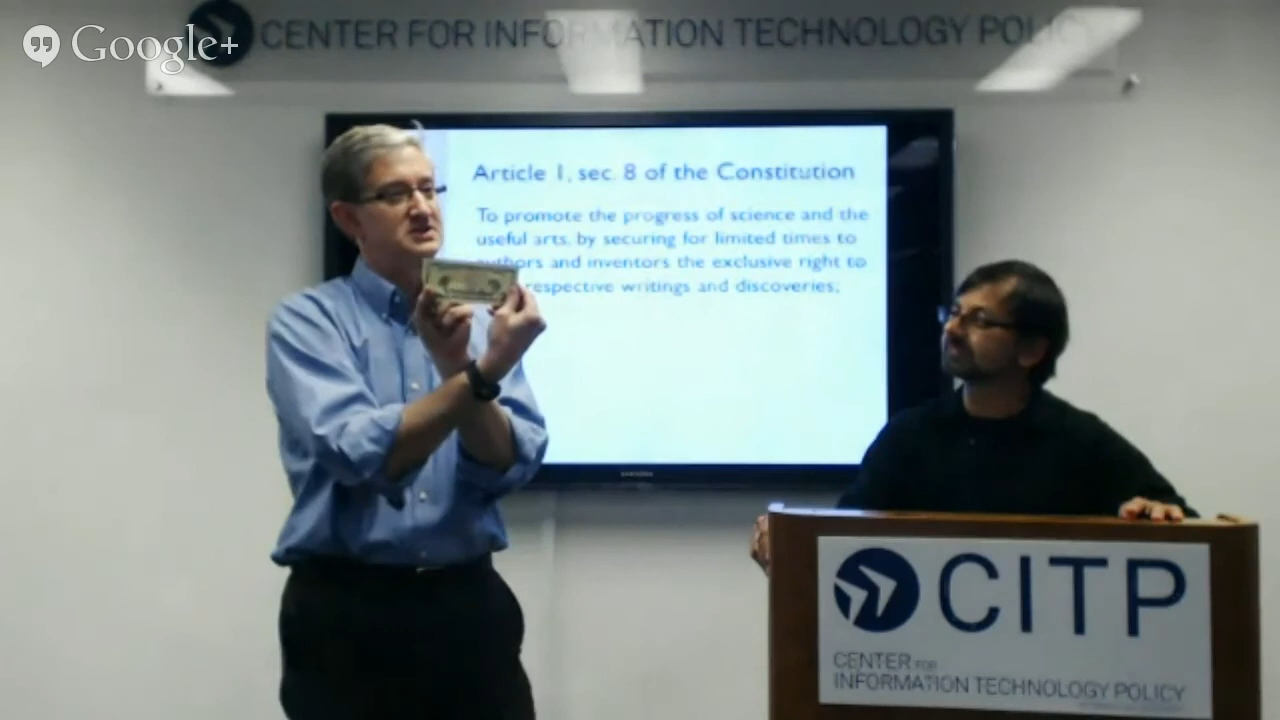 Google+
CENTER FOR INFORMATION TECHNOLOGY POLICY
Article 1, sec. 8 of the Constitution
To promote the progress of science and the
useful arts, by securing for limited times to
authors and inventors the exclusive right to
respective writings and discoveries;
SAMSUNG
CITP
CENTER FOR
INFORMATION TECHNOLOGY POLICY